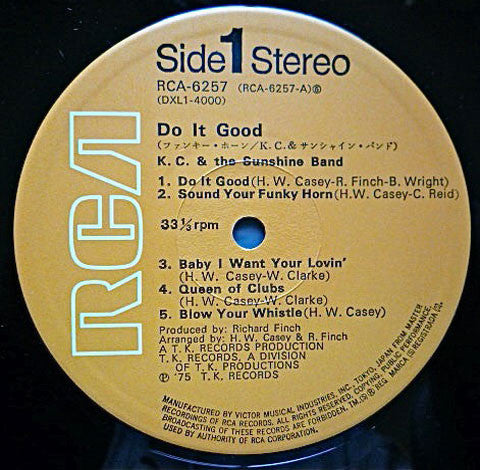 Side 1 Stereo
RCA-6257 (RCA-6257-A)Ⓢ
(DXL1-4000)
Do It Good
(ファンキー・ホーン/K.C.&サンシャイン・バンド)
K.C. & the Sunshine Band
1. Do It Good (H. W. Casey-R. Finch-B. Wright)
2. Sound Your Funky Horn (H. W. Casey-C. Reid)
33⅓rpm
3. Baby I Want Your Lovin'
(H. W. Casey-W. Clarke)
4. Queen of Clubs
(H. W. Casey-W. Clarke)
5. Blow Your Whistle (H. W. Casey)
Produced by: Richard Finch
Arranged by: H. W. Casey & R. Finch
A T. K. RECORDS PRODUCTION
T. K. RECORDS, A DIVISION
OF T. K. PRODUCTIONS
Ⓟ '75 T. K. RECORDS
MANUFACTURED BY VICTOR MUSICAL INDUSTRIES, INC. TOKYO, JAPAN FROM MASTER
RECORDINGS OF RCA RECORDS. ALL RIGHTS RESERVED. COPYING, PUBLIC PERFORMANCE,
BROADCASTING OF THESE RECORDS ARE FORBIDDEN. TM.(S) ® REG. MARCA (S) REGISTRADA (S)
USED BY AUTHORITY OF RCA CORPORATION.
RCA